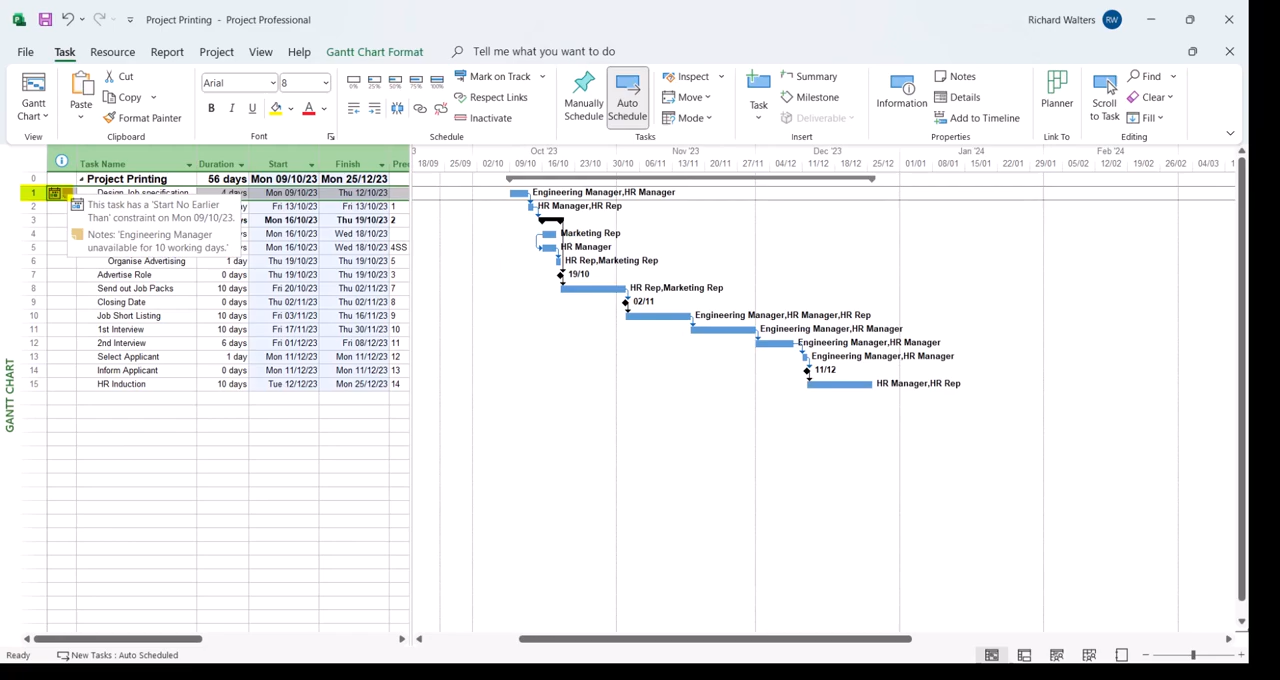 Project Printing - Project Professional
Richard Walters RW
File Task Resource Report Project View Help Gantt Chart Format Tell me what you want to do
Gantt Chart
View
Paste
Cut
Copy
Format Painter
Clipboard
Arial 8
B I U A
Font
0% 25% 50% 75% 100%
Mark on Track
Respect Links
Inactivate
Schedule
Manually Schedule
Auto Schedule
Inspect
Move
Mode
Tasks
Task
Summary
Milestone
Deliverable
Insert
Information
Notes
Details
Add to Timeline
Properties
Planner
Link To
Scroll to Task
Find
Clear
Fill
Editing
Task Name Duration Start Finish Pred
3 Oct '23 Nov '23 Dec '23 Jan '24 Feb '24
18/09 25/09 02/10 09/10 16/10 23/10 30/10 06/11 13/11 20/11 27/11 04/12 11/12 18/12 25/12 01/01 08/01 15/01 22/01 29/01 05/02 12/02 19/02 26/02 04/03 1
0 Project Printing 56 days Mon 09/10/23 Mon 25/12/23
1 Design Job specification 4 days Mon 09/10/23 Thu 12/10/23 Engineering Manager,HR Manager
This task has a 'Start No Earlier
Than' constraint on Mon 09/10/23.
Notes: 'Engineering Manager
unavailable for 10 working days.'
2 Fri 13/10/23 Fri 13/10/23 1 HR Manager,HR Rep
3 Mon 16/10/23 Thu 19/10/23 2
4 Mon 16/10/23 Wed 18/10/23 Marketing Rep
5 Mon 16/10/23 Wed 18/10/23 4SS HR Manager
6 Organise Advertising 1 day Thu 19/10/23 Thu 19/10/23 5 HR Rep,Marketing Rep
7 Advertise Role 0 days Thu 19/10/23 Thu 19/10/23 3 19/10
8 Send out Job Packs 10 days Fri 20/10/23 Thu 02/11/23 7 HR Rep,Marketing Rep
9 Closing Date 0 days Thu 02/11/23 Thu 02/11/23 8 02/11
10 Job Short Listing 10 days Fri 03/11/23 Thu 16/11/23 9 Engineering Manager,HR Manager,HR Rep
11 1st Interview 10 days Fri 17/11/23 Thu 30/11/23 10 Engineering Manager,HR Manager
12 2nd Interview 6 days Fri 01/12/23 Fri 08/12/23 11 Engineering Manager,HR Manager
13 Select Applicant 1 day Mon 11/12/23 Mon 11/12/23 12 Engineering Manager,HR Manager
14 Inform Applicant 0 days Mon 11/12/23 Mon 11/12/23 13 11/12
15 HR Induction 10 days Tue 12/12/23 Mon 25/12/23 14 HR Manager,HR Rep
GANTT CHART
Ready New Tasks : Auto Scheduled